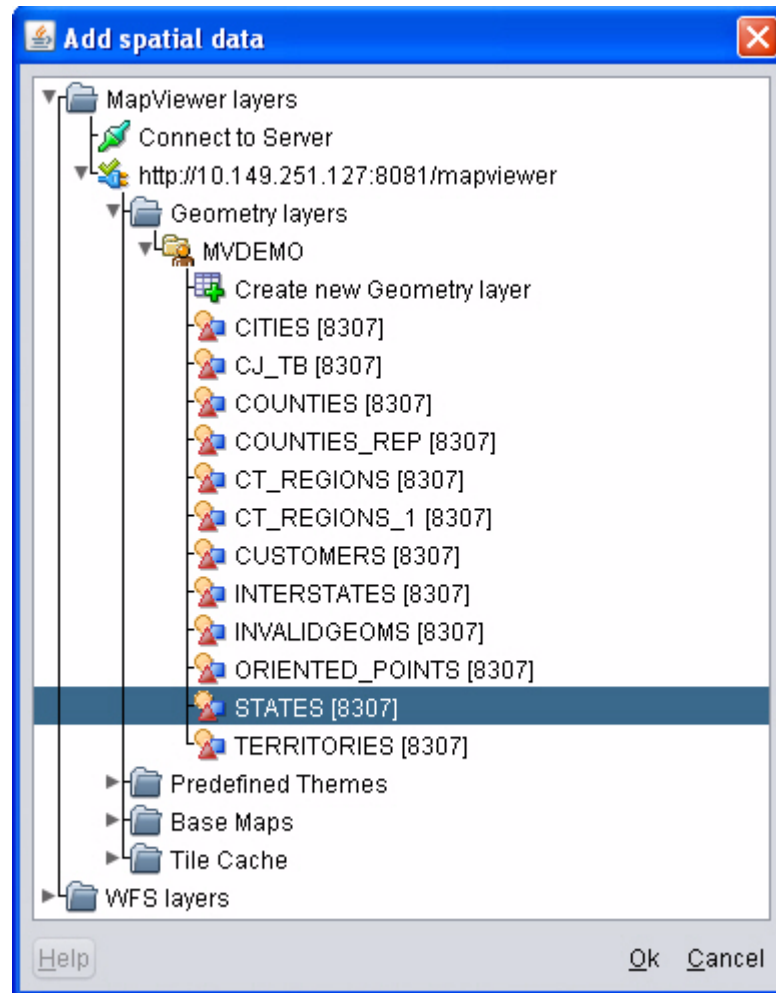 Add spatial data
MapViewer layers
Connect to Server
http://10.149.251.127:8081/mapviewer
Geometry layers
MVDEMO
Create new Geometry layer
CITIES [8307]
CJ_TB [8307]
COUNTIES [8307]
COUNTIES_REP [8307]
CT_REGIONS [8307]
CT_REGIONS_1 [8307]
CUSTOMERS [8307]
INTERSTATES [8307]
INVALIDGEOMS [8307]
ORIENTED_POINTS [8307]
STATES [8307]
TERRITORIES [8307]
Predefined Themes
Base Maps
Tile Cache
WFS layers
Help Ok Cancel